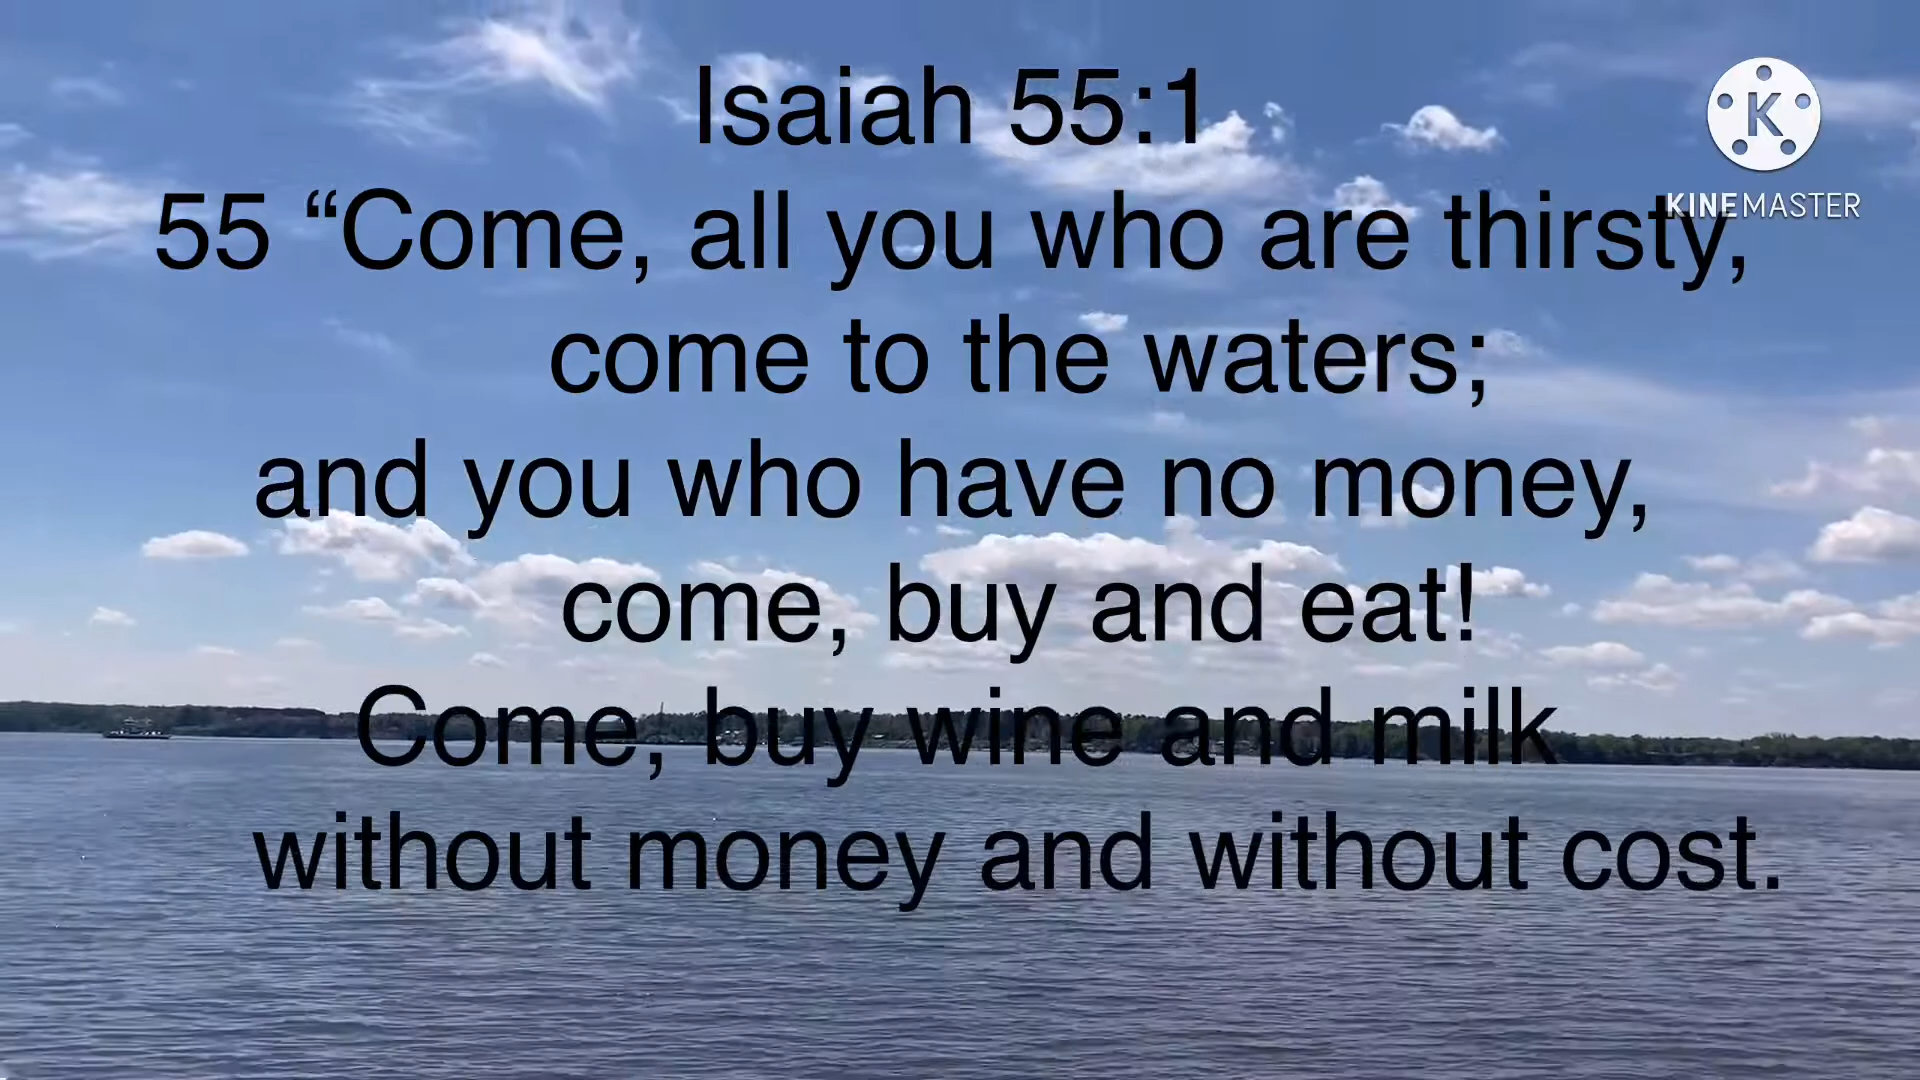 Isaiah 55:1
55 “Come, all you who are thirsty,
come to the waters;
and you who have no money,
come, buy and eat!
Come, buy wine and milk
without money and without cost.
K
KINEMASTER